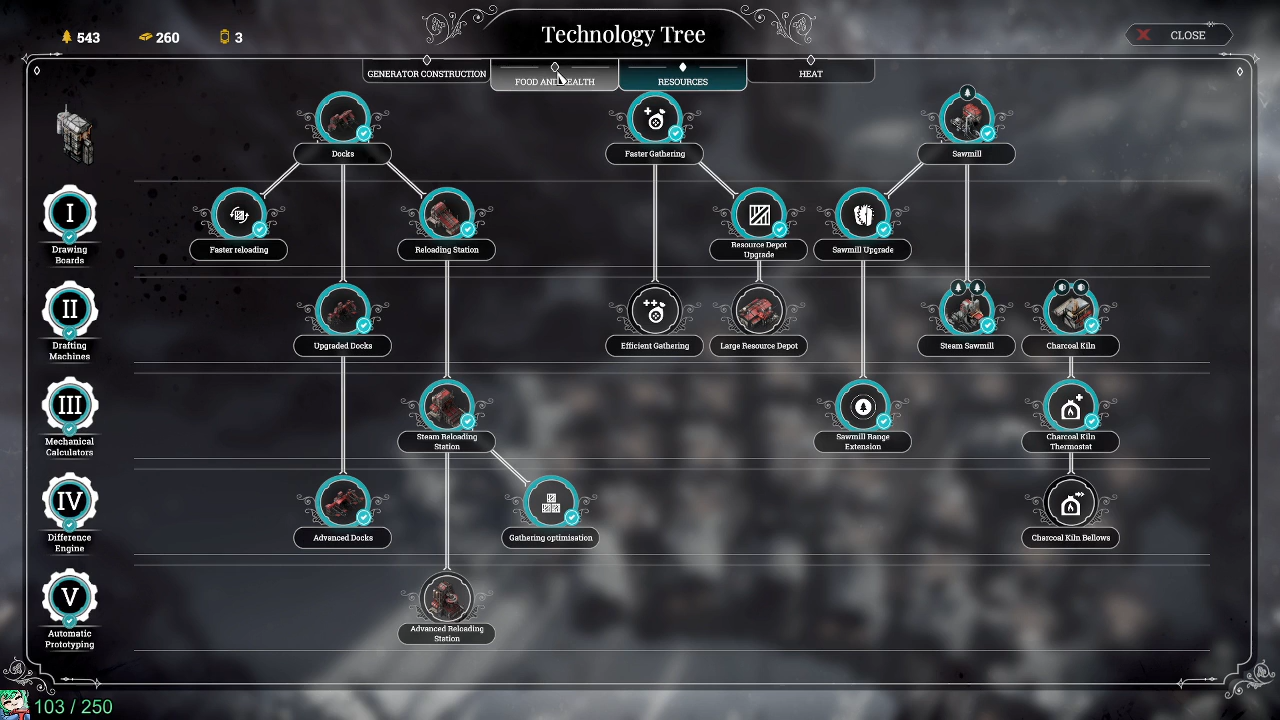 543 260 3
Technology Tree
CLOSE
GENERATOR CONSTRUCTION
FOOD AND HEALTH
RESOURCES
HEAT
Docks
Faster Gathering
Sawmill
I
Drawing
Boards
Faster reloading
Reloading Station
Resource Depot
Upgrade
Sawmill Upgrade
II
Drafting
Machines
Upgraded Docks
Efficient Gathering
Large Resource Depot
Steam Sawmill
Charcoal Kiln
III
Mechanical
Calculators
Steam Reloading
Station
Sawmill Range
Extension
Charcoal Kiln
Thermostat
IV
Difference
Engine
Advanced Docks
Gathering optimisation
Charcoal Kiln Bellows
V
Automatic
Prototyping
Advanced Reloading
Station
103 / 250